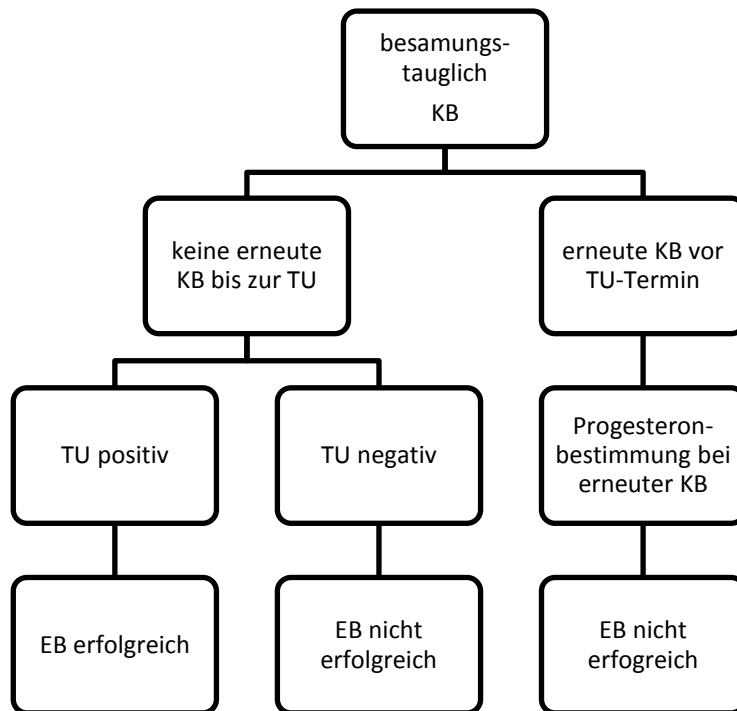 besamungs-
tauglich
KB
keine erneute
KB bis zur TU
erneute KB vor
TU-Termin
TU positiv
TU negativ
Progesteron-
bestimmung bei
erneuter KB
EB erfolgreich
EB nicht
erfolgreich
EB nicht
erfogreich